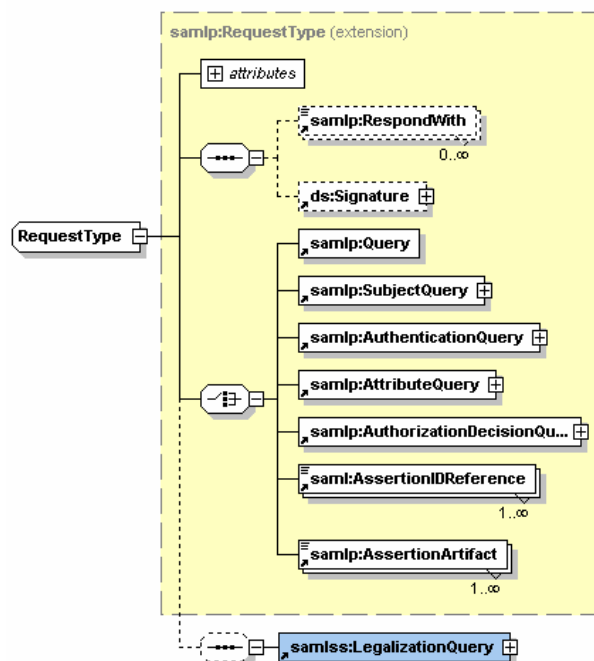 samlp:RequestType (extension)
attributes
samlp:RespondWith
0..∞
ds:Signature
RequestType
samlp:Query
samlp:SubjectQuery
samlp:AuthenticationQuery
samlp:AttributeQuery
samlp:AuthorizationDecisionQu...
saml:AssertionIDReference
1..∞
samlp:AssertionArtifact
1..∞
samlss:LegalizationQuery